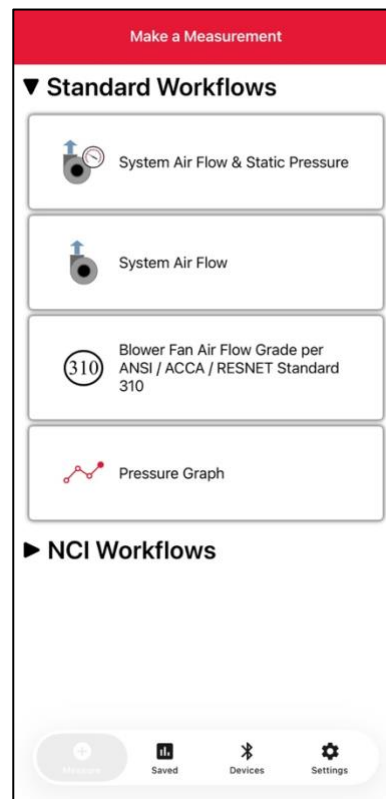 Make a Measurement
Standard Workflows
System Air Flow & Static Pressure
System Air Flow
310
Blower Fan Air Flow Grade per
ANSI / ACCA / RESNET Standard
310
Pressure Graph
NCI Workflows
Measure
Saved
Devices
Settings